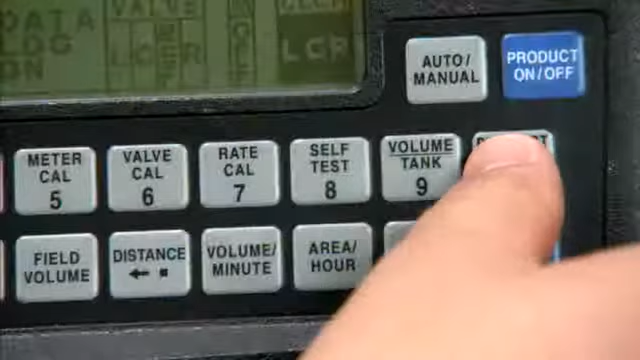 DATA
LOG
ON
VALVE
LCR
AUTO/
MANUAL
PRODUCT
ON/OFF
METER
CAL
5
VALVE
CAL
6
RATE
CAL
7
SELF
TEST
8
VOLUME
TANK
9
FIELD
VOLUME
DISTANCE
VOLUME/
MINUTE
AREA/
HOUR